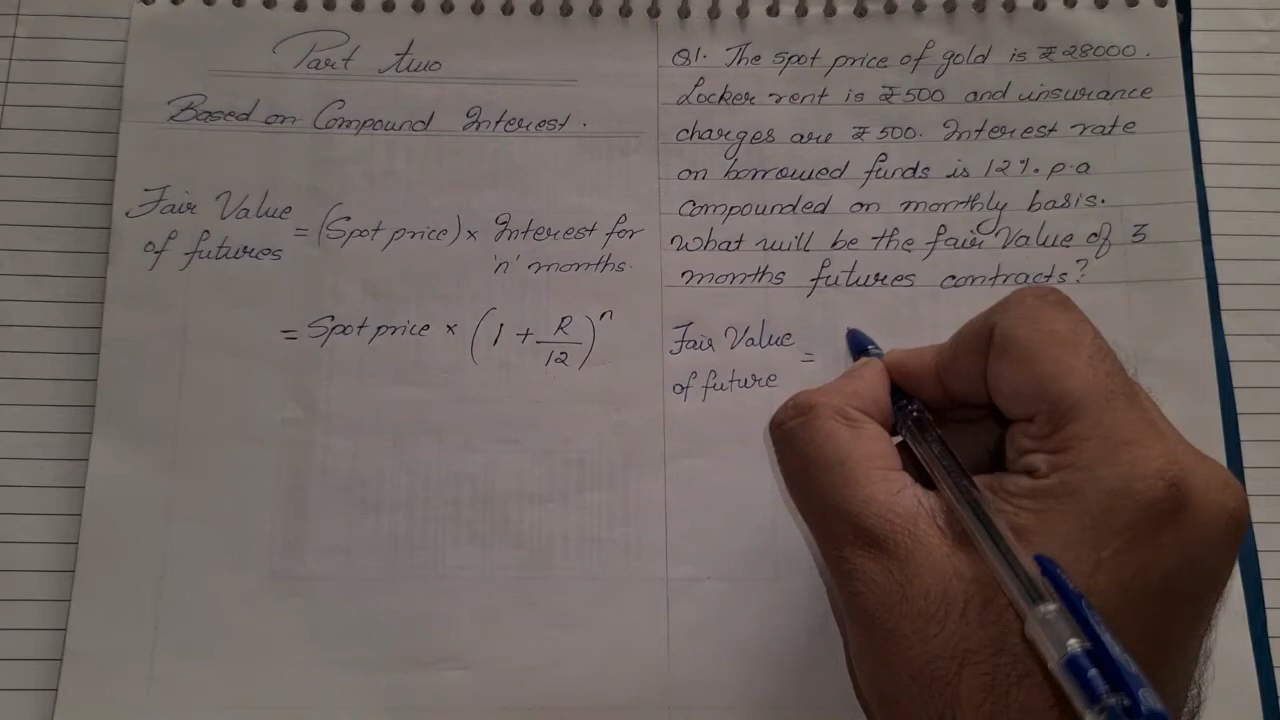 Part two
Based on Compound Interest.
Fair Value
of futures = (Spot price) × Interest for
'n' months.
= Spot price × (1 + R/12)^n
Q1. The spot price of gold is ₹28000.
Locker rent is ₹500 and insurance
charges are ₹500. Interest rate
on borrowed funds is 12% p.a
compounded on monthly basis.
What will be the fair Value of 3
months futures contracts?
Fair Value
of future =